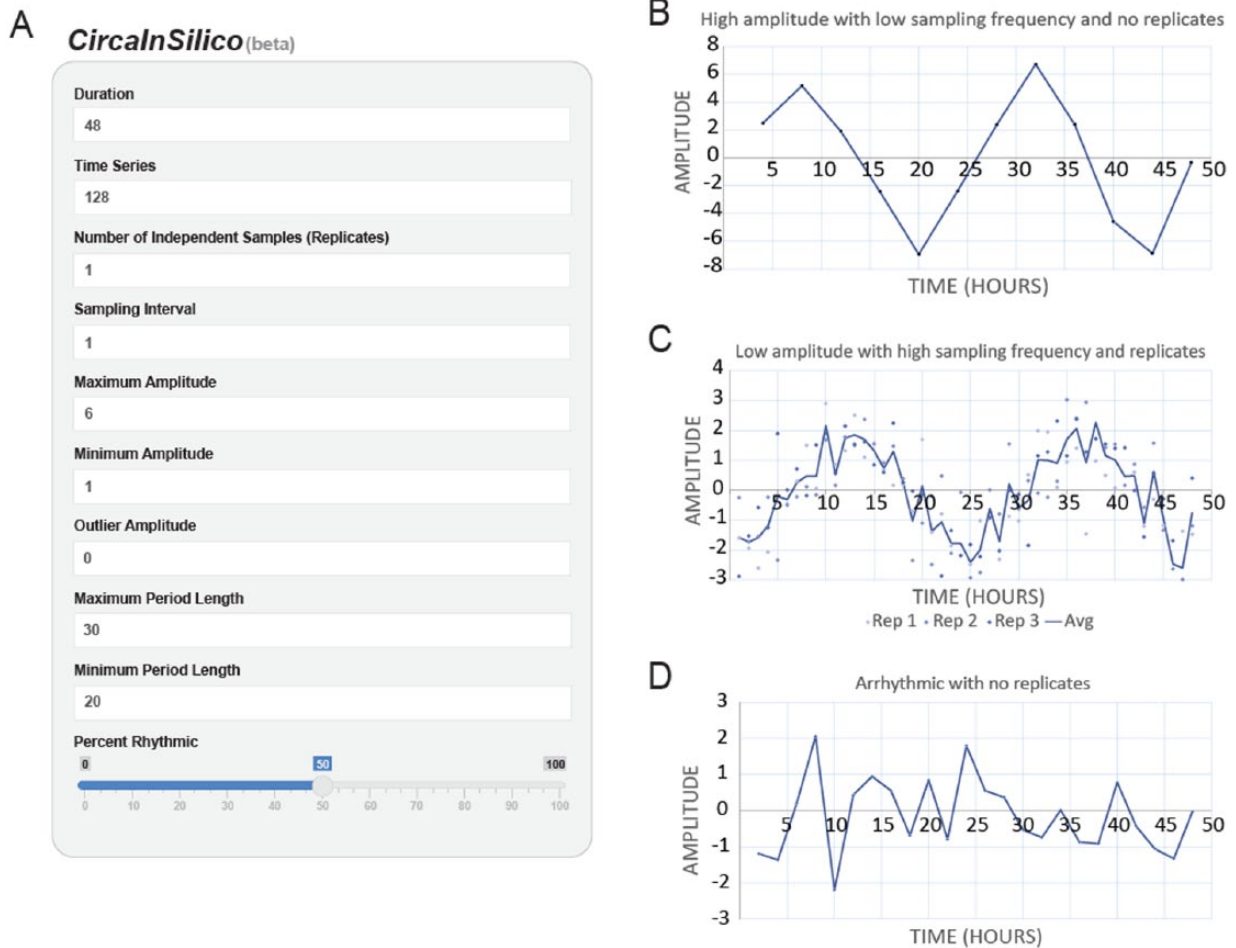 A
CircaInSilico (beta)
Duration
48
Time Series
128
Number of Independent Samples (Replicates)
1
Sampling Interval
1
Maximum Amplitude
6
Minimum Amplitude
1
Outlier Amplitude
0
Maximum Period Length
30
Minimum Period Length
20
Percent Rhythmic
0 50 100
0 10 20 30 40 50 60 70 80 90 100
B
High amplitude with low sampling frequency and no replicates
AMPLITUDE
8
6
4
2
0
-2
-4
-6
-8
5 10 15 20 25 30 35 40 45 50
TIME (HOURS)
C
Low amplitude with high sampling frequency and replicates
AMPLITUDE
4
3
2
1
0
-1
-2
-3
5 10 15 20 25 30 35 40 45 50
TIME (HOURS)
Rep 1 Rep 2 Rep 3 Avg
D
Arrhythmic with no replicates
AMPLITUDE
3
2
1
0
-1
-2
-3
5 10 15 20 25 30 35 40 45 50
TIME (HOURS)